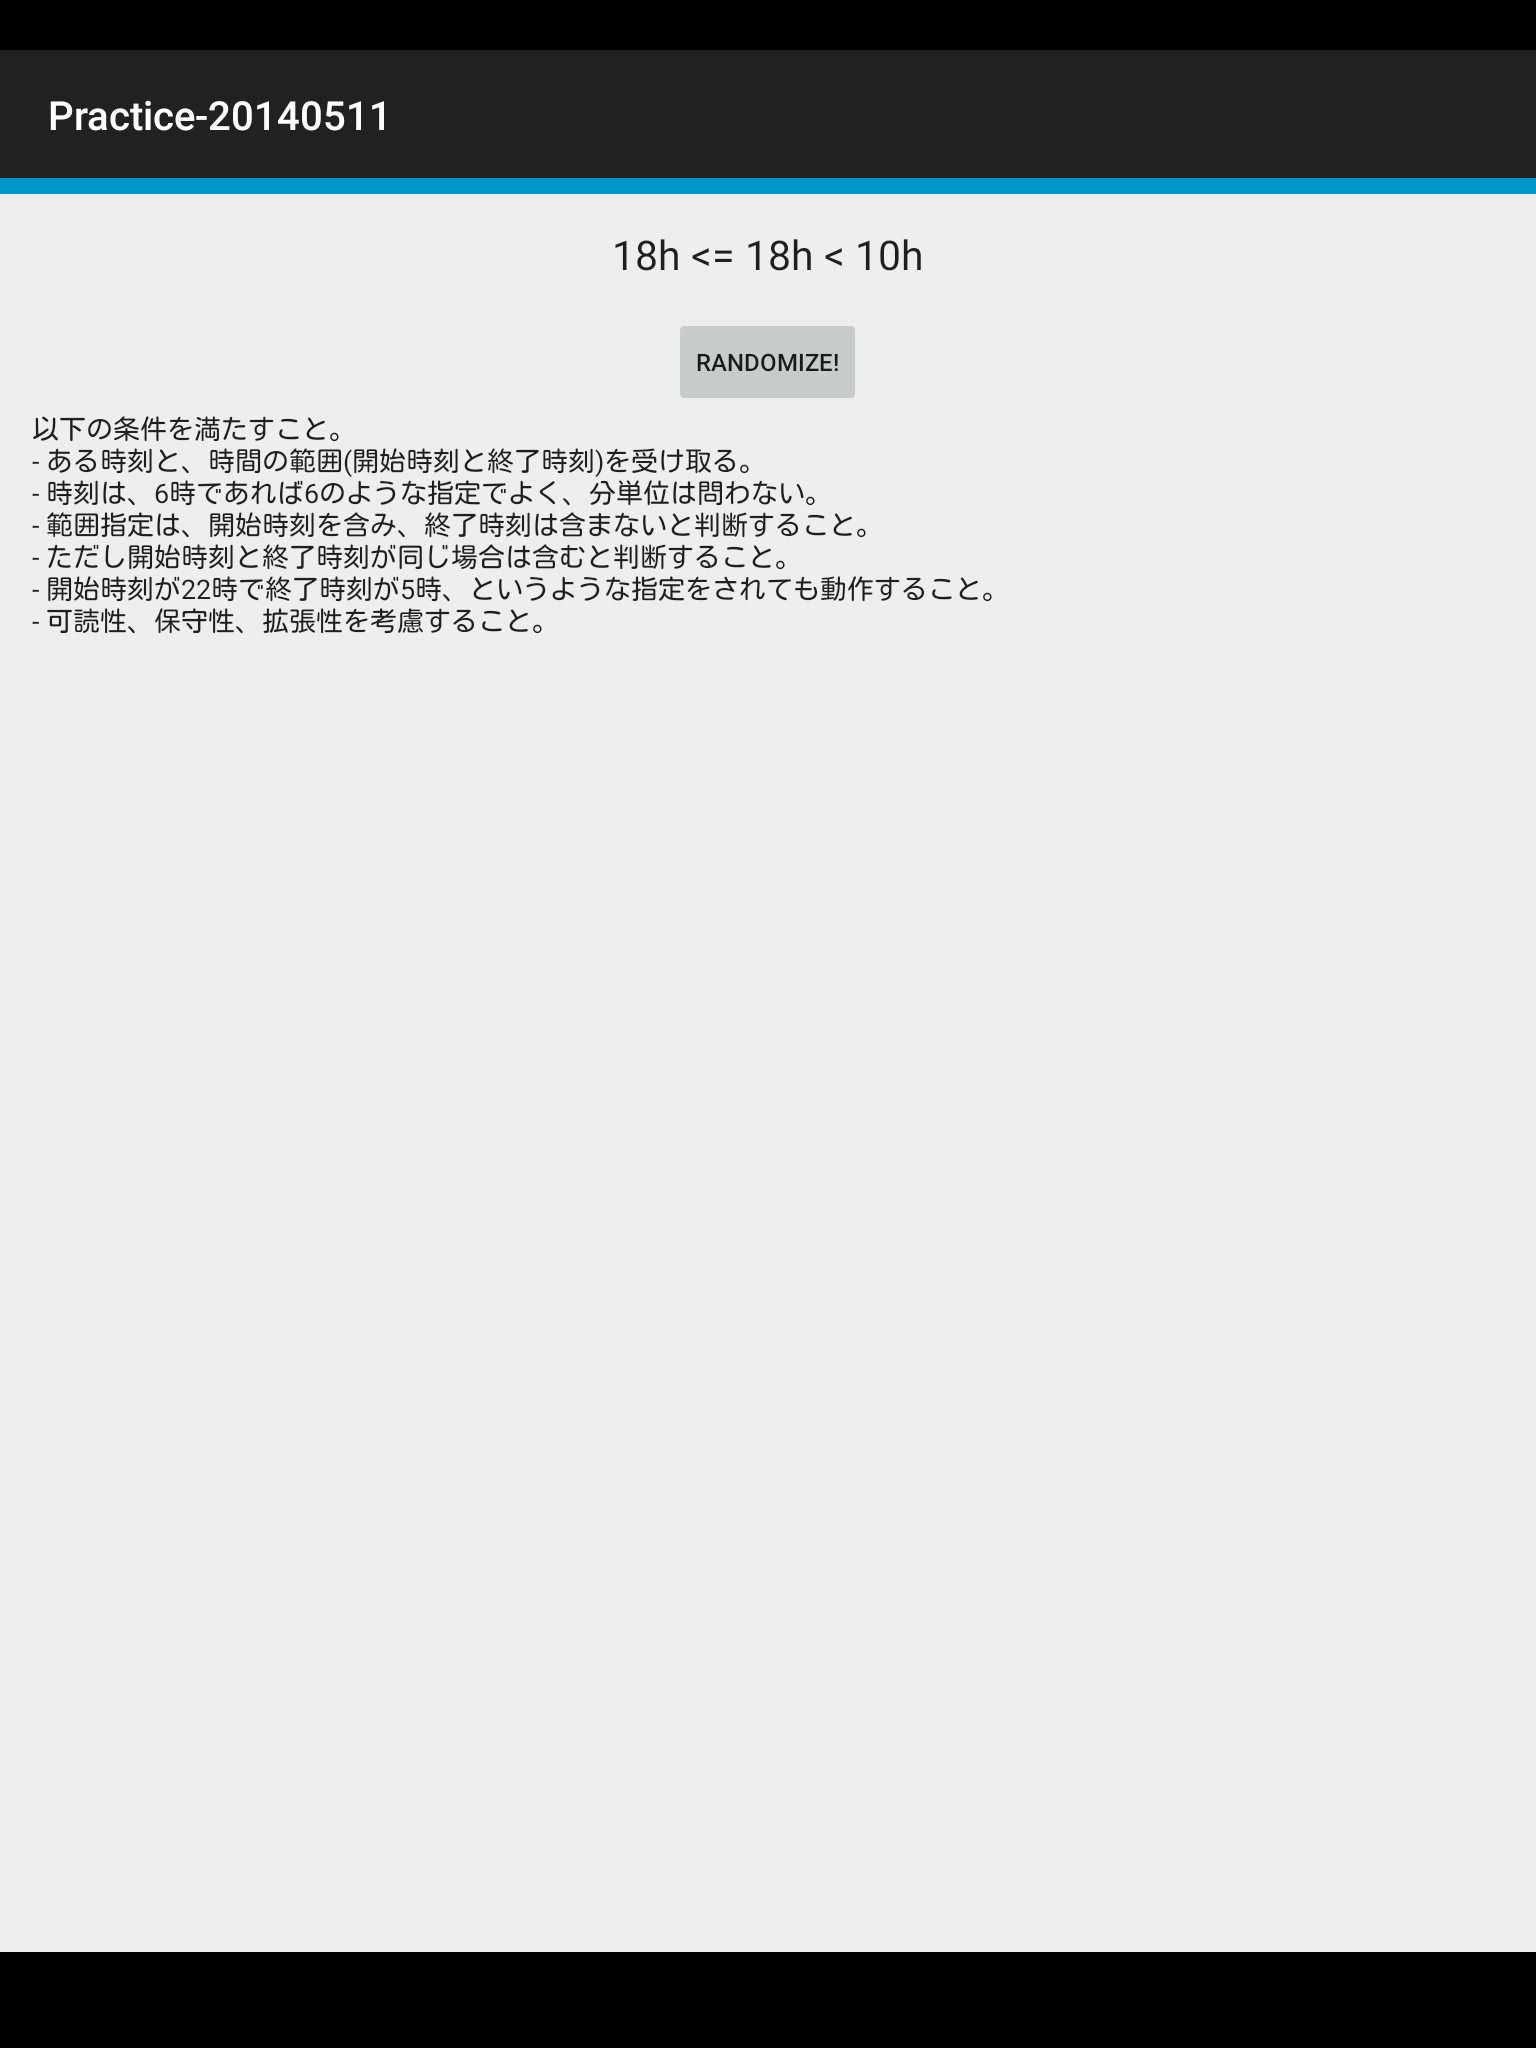 Practice-20140511
18h <= 18h < 10h
RANDOMIZE!
以下の条件を満たすこと。
- ある時刻と、時間の範囲(開始時刻と終了時刻)を受け取る。
- 時刻は、6時であれば6のような指定でよく、分単位は問わない。
- 範囲指定は、開始時刻を含み、終了時刻は含まないと判断すること。
- ただし開始時刻と終了時刻が同じ場合は含むと判断すること。
- 開始時刻が22時で終了時刻が5時、というような指定をされても動作すること。
- 可読性、保守性、拡張性を考慮すること。